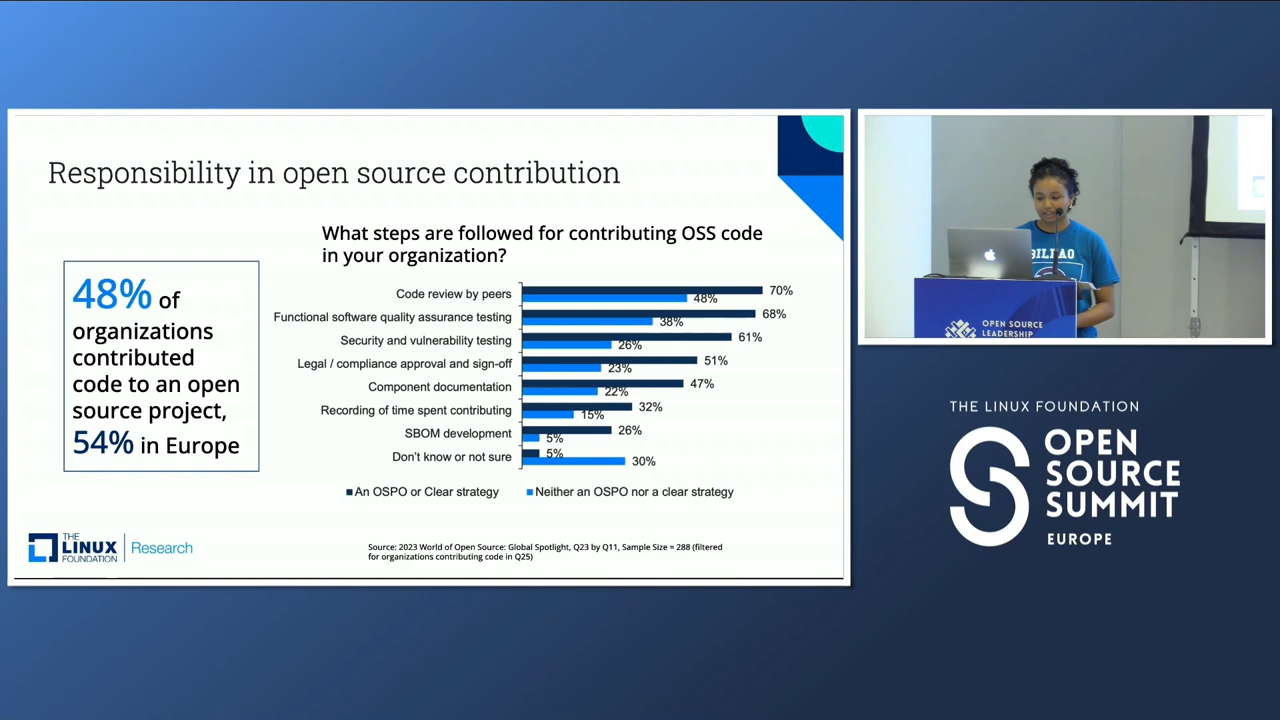 Responsibility in open source contribution
48% of
organizations
contributed
code to an open
source project,
54% in Europe
What steps are followed for contributing OSS code
in your organization?
Code review by peers 70% 48%
Functional software quality assurance testing 68% 38%
Security and vulnerability testing 61% 26%
Legal / compliance approval and sign-off 51% 23%
Component documentation 47% 22%
Recording of time spent contributing 32% 15%
SBOM development 26% 5%
Don't know or not sure 5% 30%
An OSPO or Clear strategy Neither an OSPO nor a clear strategy
THE
LINUX
FOUNDATION
Research
Source: 2023 World of Open Source: Global Spotlight, Q23 by Q11, Sample Size = 288 (filtered
for organizations contributing code in Q25)
BILBAO
OPEN SOURCE
LEADERSHIP
THE LINUX FOUNDATION
OPEN
SOURCE
SUMMIT
EUROPE